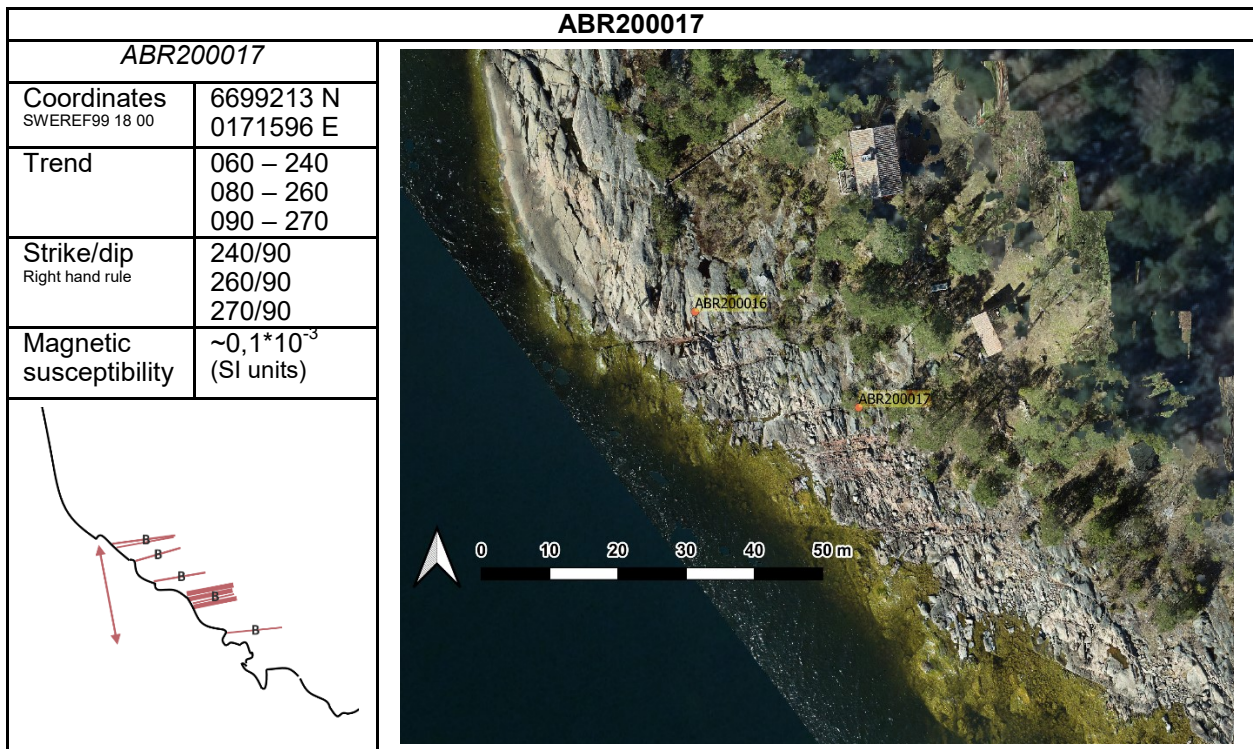 ABR200017
ABR200017
Coordinates
SWEREF99 18 00
6699213 N
0171596 E
Trend
060 – 240
080 – 260
090 – 270
Strike/dip
Right hand rule
240/90
260/90
270/90
Magnetic
susceptibility
~0,1*10⁻³
(SI units)
B
B
B
B
B
ABR200016
ABR200017
0 10 20 30 40 50 m